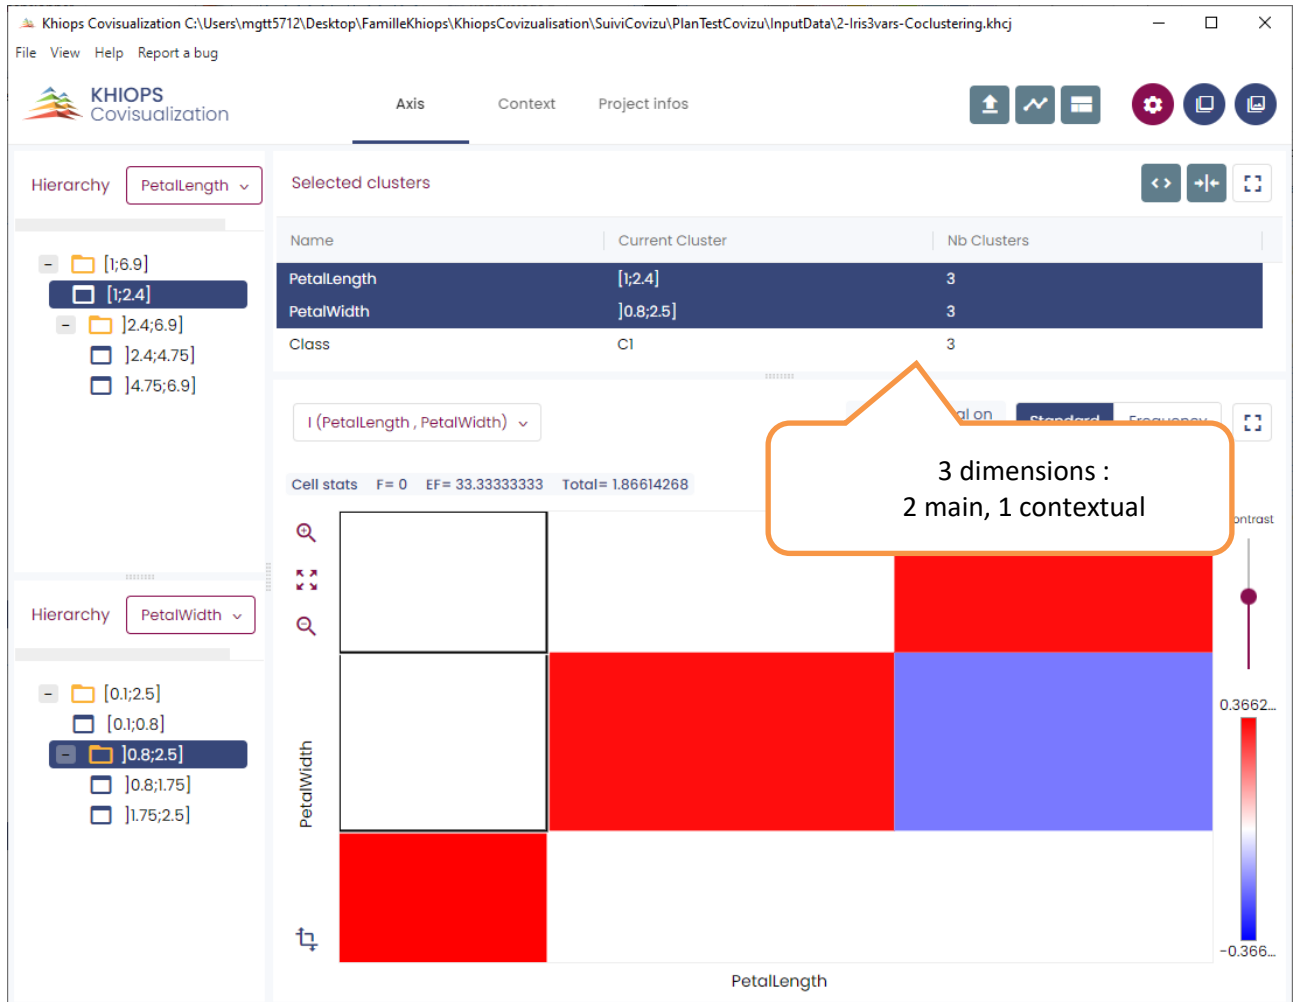 Khiops Covisualization C:\Users\mgtt5712\Desktop\FamilleKhiops\KhiopsCovizualisation\SuiviCovizu\PlanTestCovizu\InputData\2-Iris3vars-Coclustering.khcj
File View Help Report a bug
KHIOPS
Covisualization
Axis Context Project infos
Hierarchy PetalLength
[1;6.9]
[1;2.4]
]2.4;6.9]
]2.4;4.75]
]4.75;6.9]
Selected clusters
Name Current Cluster Nb Clusters
PetalLength [1;2.4] 3
PetalWidth ]0.8;2.5] 3
Class C1 3
I (PetalLength , PetalWidth)
on Standard Frequency
3 dimensions :
2 main, 1 contextual
Cell stats F= 0 EF= 33.33333333 Total= 1.86614268
Hierarchy PetalWidth
[0.1;2.5]
[0.1;0.8]
]0.8;2.5]
]0.8;1.75]
]1.75;2.5]
PetalWidth
PetalLength
0.3662...
-0.366...